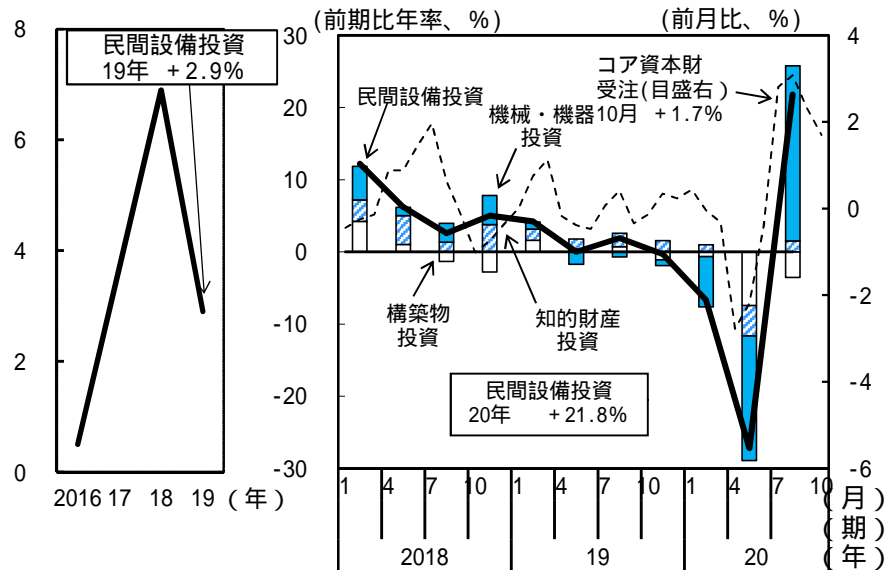 8
6
4
2
0
2016 17 18 19 (年)
民間設備投資
19年 +2.9%
(前期比年率、%)
(前月比、%)
30
20
10
0
-10
-20
-30
4
2
0
-2
-4
-6
民間設備投資
機械・機器
投資
コア資本財
受注(目盛右)
10月 +1.7%
構築物
投資
知的財産
投資
民間設備投資
20年 +21.8%
1 4 7 10 1 4 7 10 1 4 7 10 (月)
(期)
2018 19 20 (年)